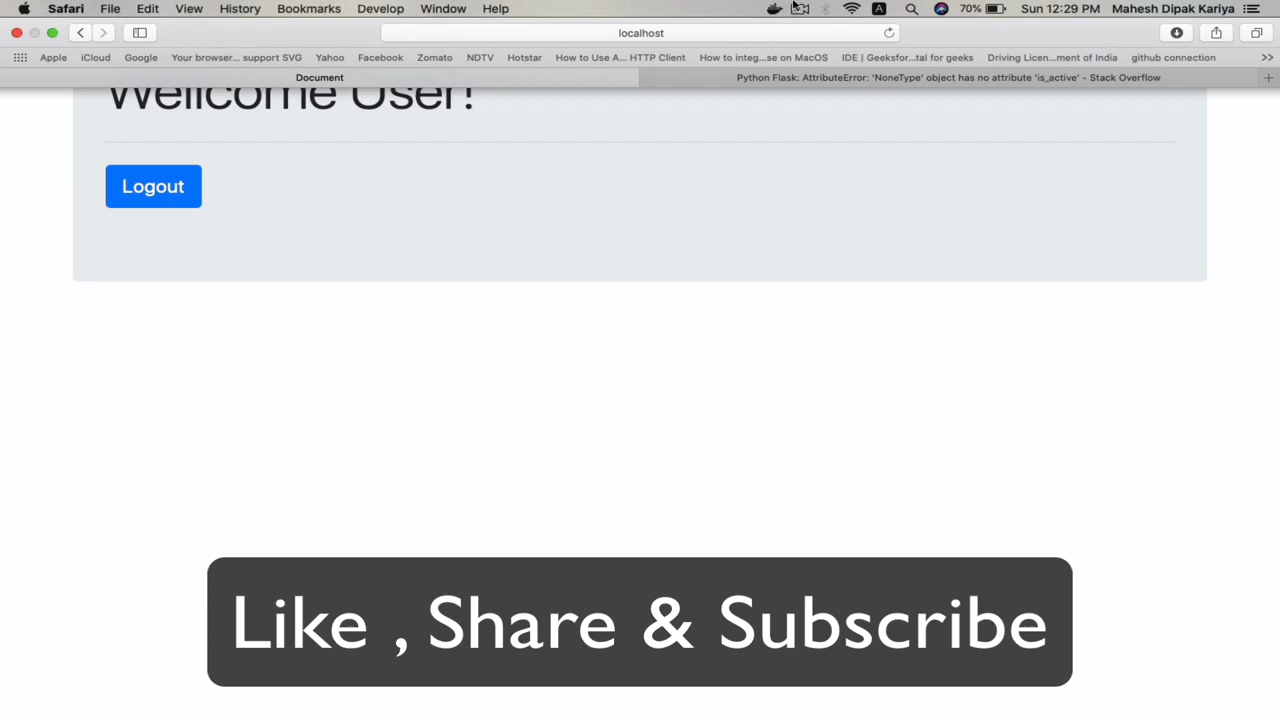 Safari File Edit View History Bookmarks Develop Window Help A 70% Sun 12:29 PM Mahesh Dipak Kariya
localhost
Apple iCloud Google Your browser... support SVG Yahoo Facebook Zomato NDTV Hotstar How to Use A... HTTP Client How to integ...se on MacOS IDE | Geeksfor...tal for geeks Driving Licen...ment of India github connection >>
Document Python Flask: AttributeError: 'NoneType' object has no attribute 'is_active' - Stack Overflow +
Wellcome User!
Logout
Like , Share & Subscribe